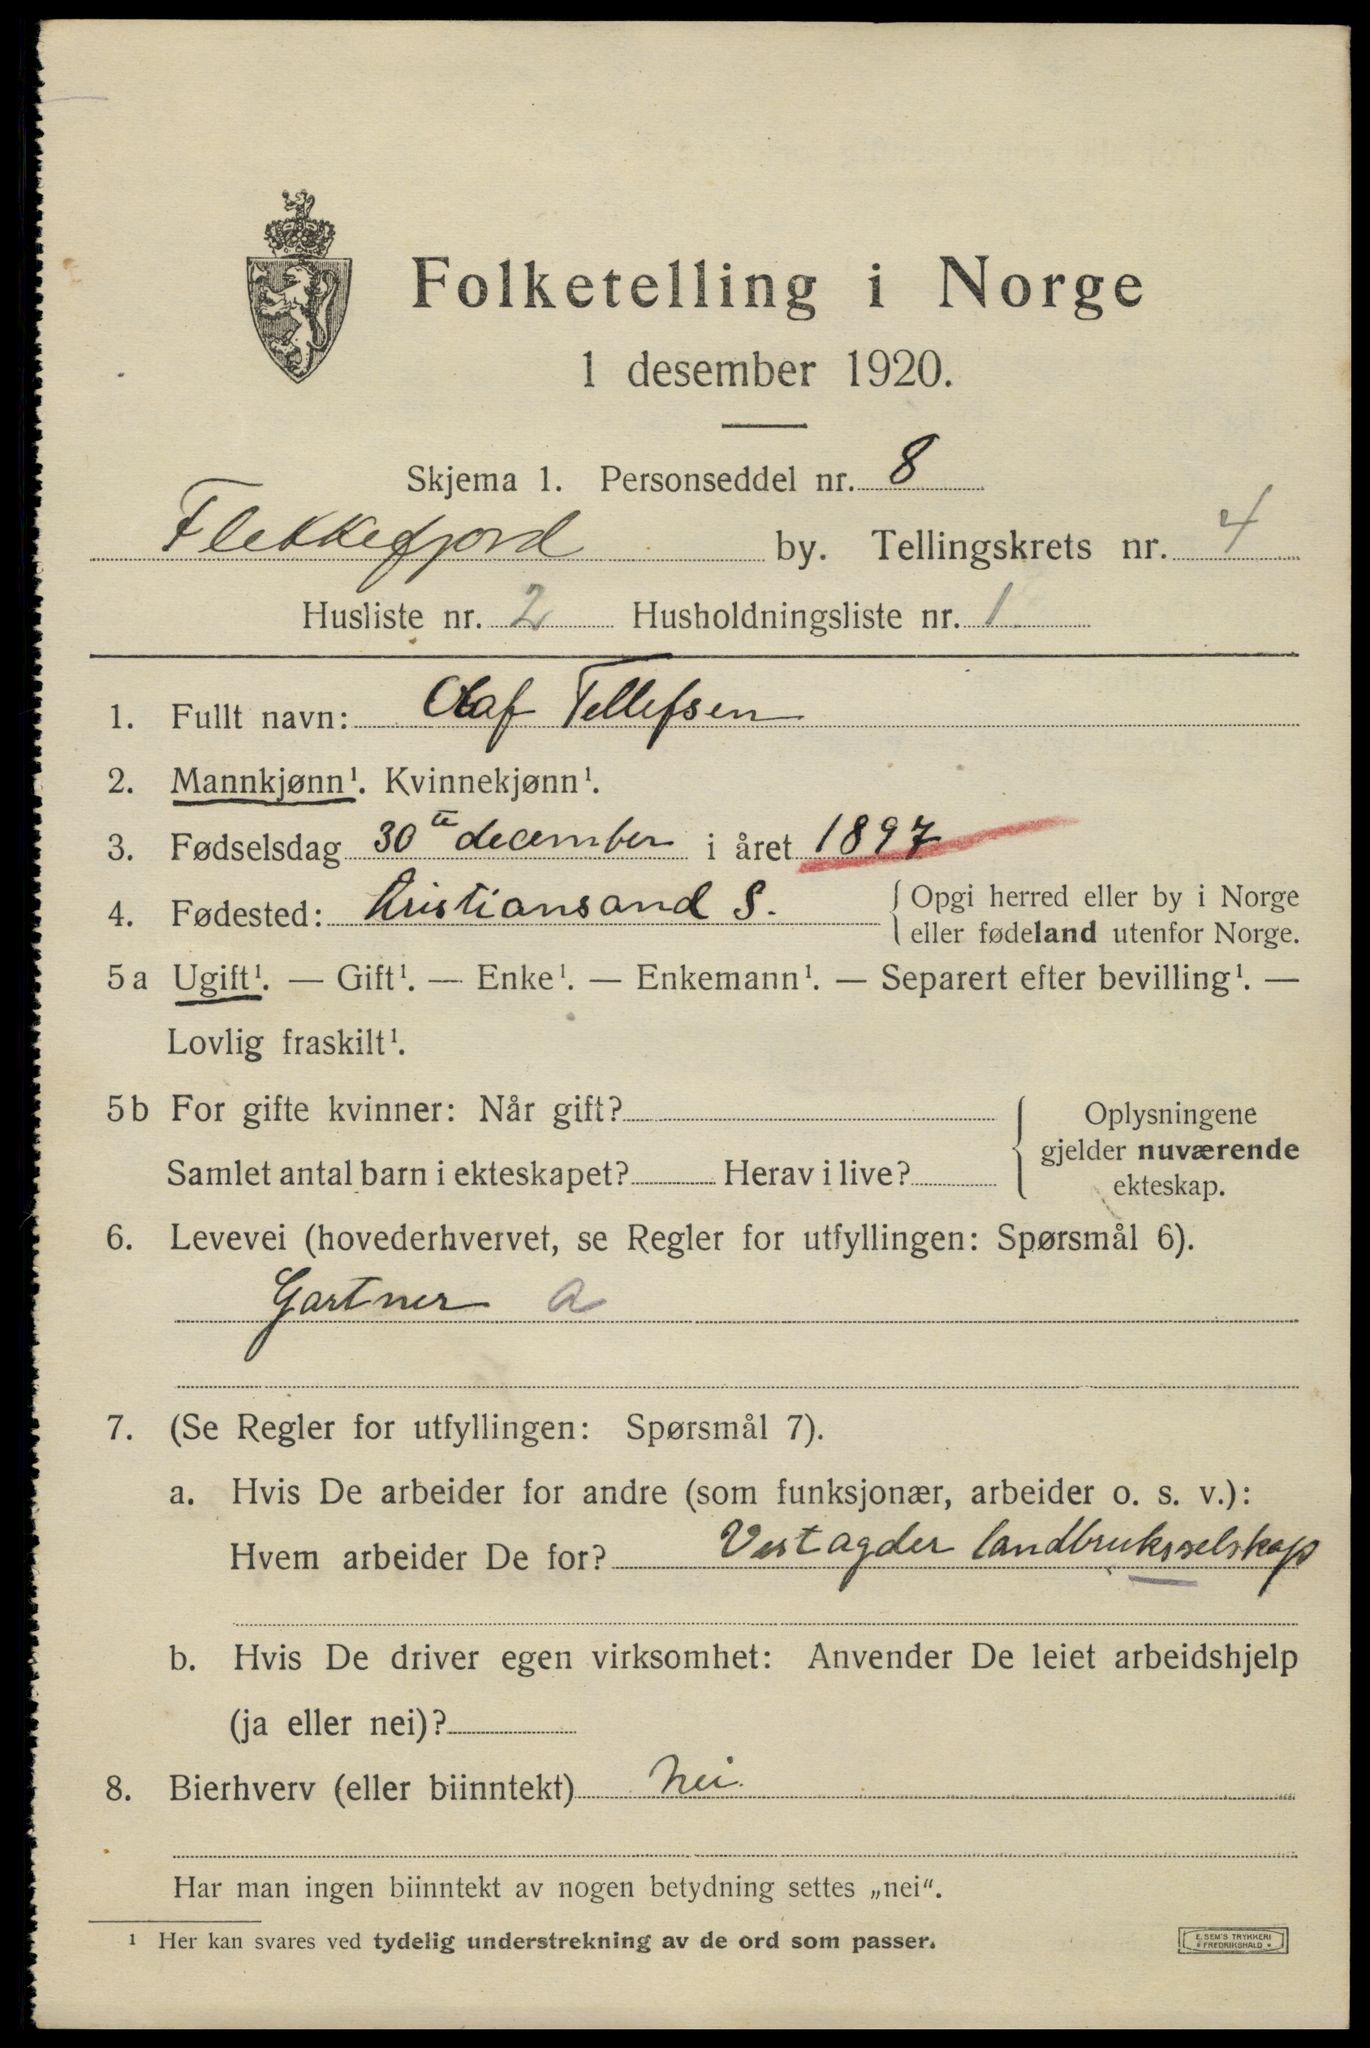 Folketelling i Norge
1 desember 1920.
Skjema 1. Personseddel nr. 8
Flekkefjord by. Tellingskrets nr. 4
Husliste nr. 2 Husholdningsliste nr. 1
1. Fullt navn: Olaf Tellefsen
2. Mannkjønn¹. Kvinnekjønn¹.
3. Fødselsdag 30te december i året 1897
4. Fødested: Kristiansand S. { Opgi herred eller by i Norge
eller fødeland utenfor Norge.
5a Ugift¹. — Gift¹. — Enke¹. — Enkemann¹. — Separert efter bevilling¹. —
Lovlig fraskilt¹.
5b For gifte kvinner: Når gift? { Oplysningene
gjelder nuværende
Samlet antal barn i ekteskapet? Herav i live?
ekteskap.
6. Levevei (hovederhvervet, se Regler for utfyllingen: Spørsmål 6).
Gartner a
7. (Se Regler for utfyllingen: Spørsmål 7).
a. Hvis De arbeider for andre (som funksjonær, arbeider o. s. v.):
Hvem arbeider De for? Vestagder landbruksselskap
b. Hvis De driver egen virksomhet: Anvender De leiet arbeidshjelp
(ja eller nei)?
8. Bierhverv (eller biinntekt) Nei.
Har man ingen biinntekt av nogen betydning settes „nei“.
¹ Her kan svares ved tydelig understrekning av de ord som passer.
E. SEM'S TRYKKERI
FREDRIKSHALD